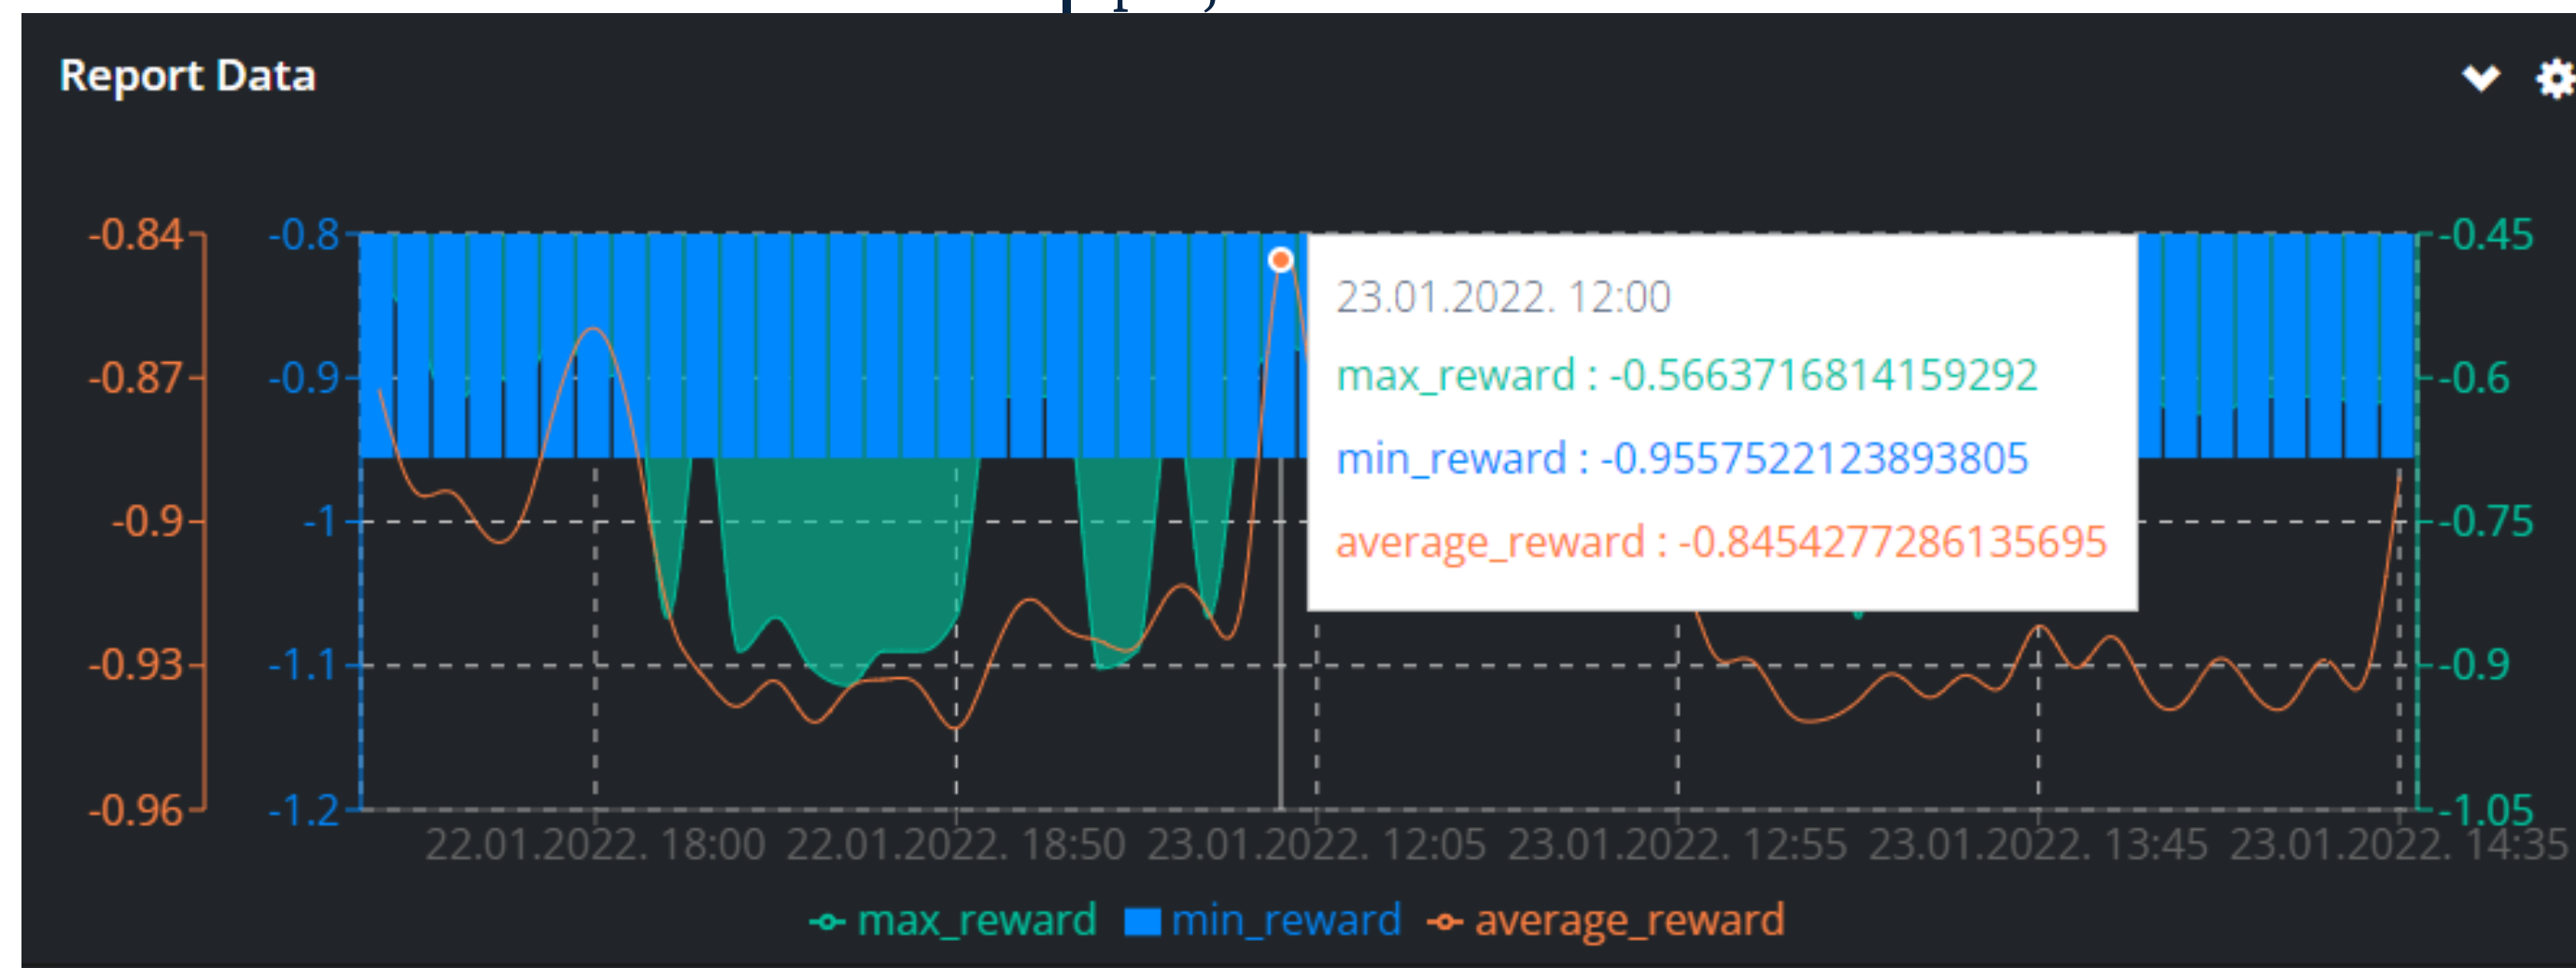 Report Data
-0.84 -0.8 -0.45
23.01.2022. 12:00
max_reward : -0.5663716814159292
-0.87 -0.9 -0.6
min_reward : -0.9557522123893805
-0.9 -1 -0.75
average_reward : -0.8454277286135695
-0.93 -1.1 -0.9
-0.96 -1.2 -1.05
22.01.2022. 18:00 22.01.2022. 18:50 23.01.2022. 12:05 23.01.2022. 12:55 23.01.2022. 13:45 23.01.2022. 14:35
max_reward min_reward average_reward